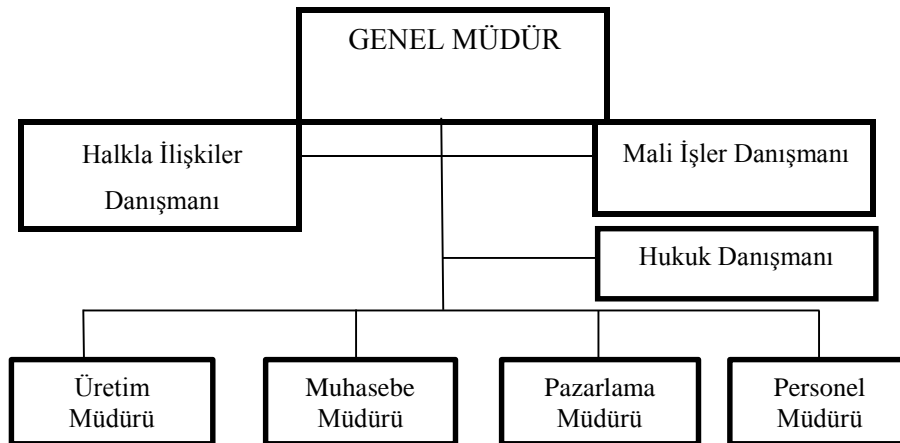 GENEL MÜDÜR
Halkla İlişkiler
Danışmanı
Mali İşler Danışmanı
Hukuk Danışmanı
Üretim
Müdürü
Muhasebe
Müdürü
Pazarlama
Müdürü
Personel
Müdürü